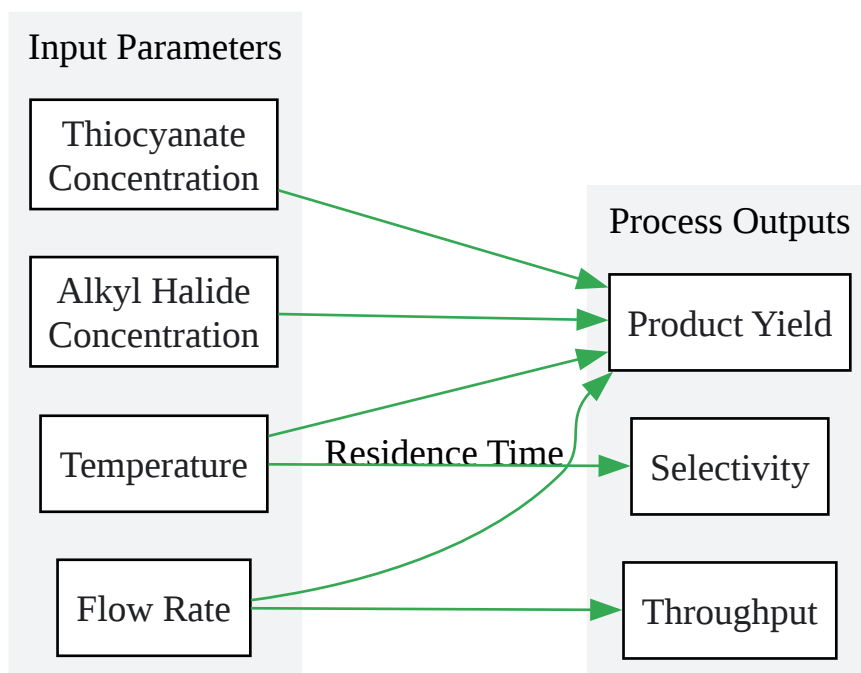 Input Parameters
Thiocyanate
Concentration
Alkyl Halide
Concentration
Temperature
Flow Rate
Residence Time
Process Outputs
Product Yield
Selectivity
Throughput